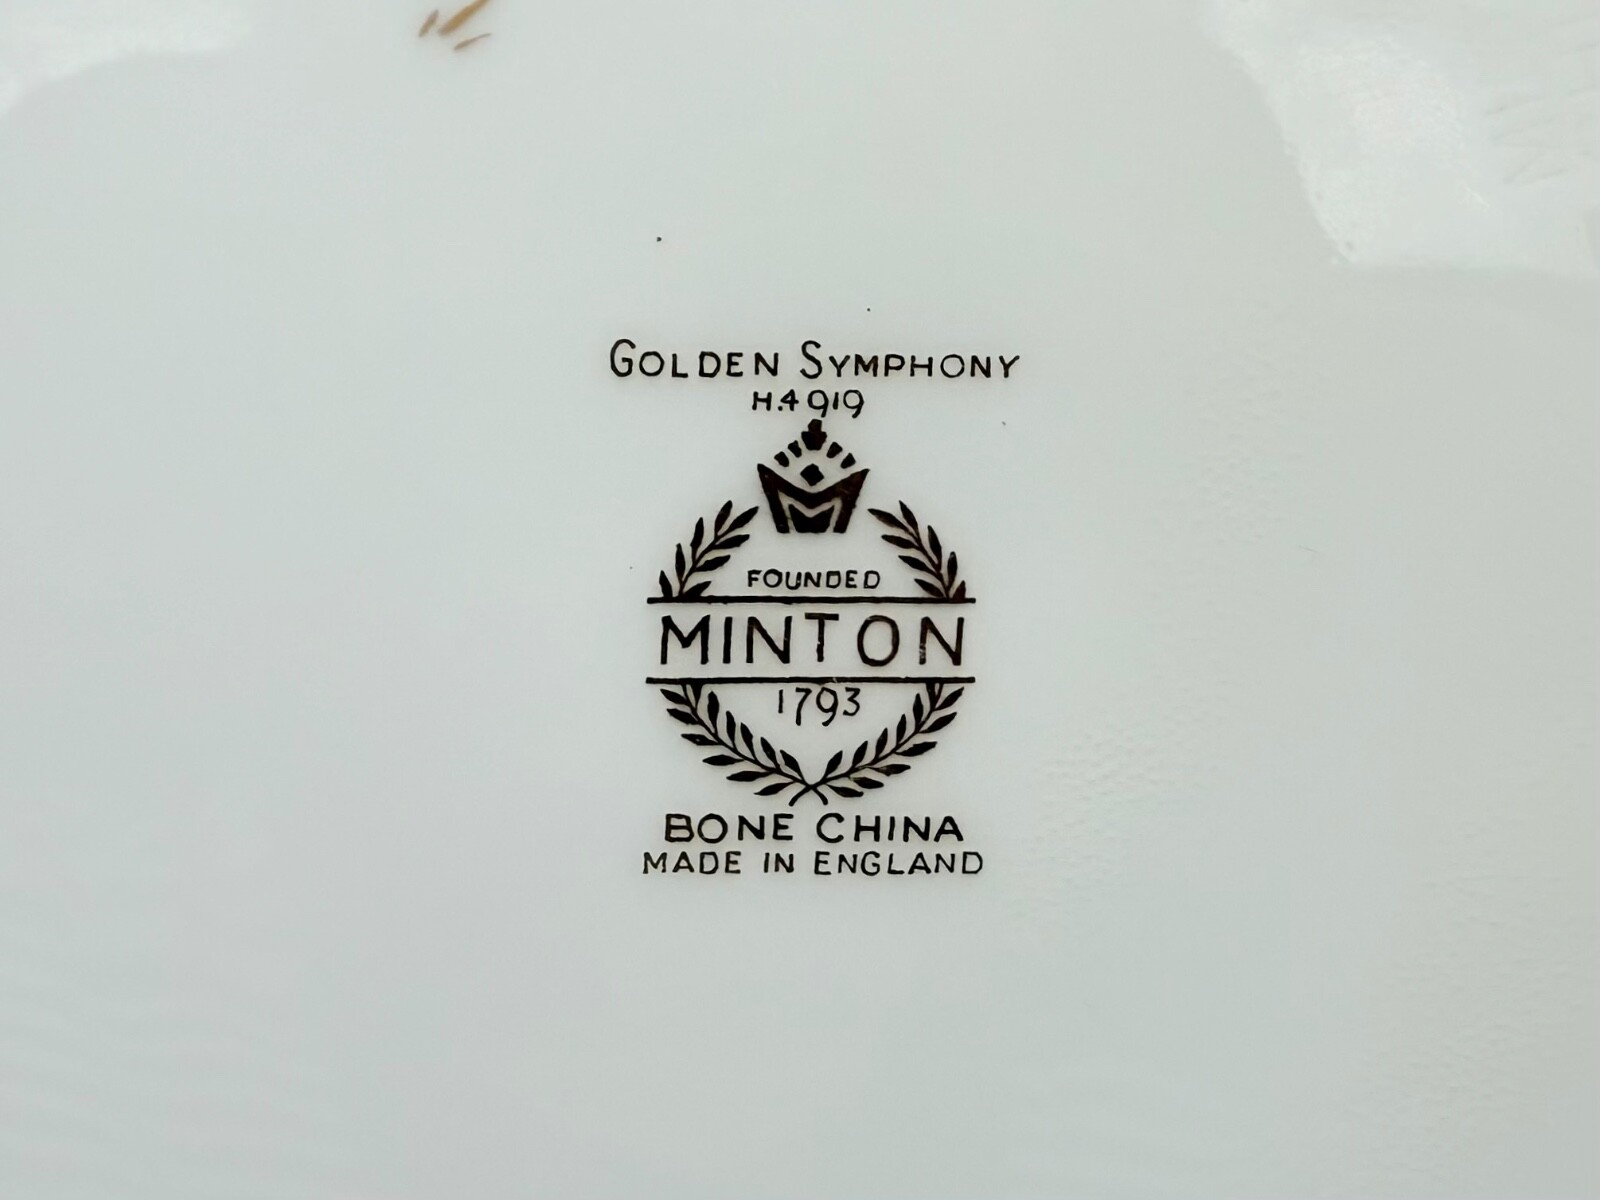 GOLDEN SYMPHONY
H.4919
FOUNDED
MINTON
1793
BONE CHINA
MADE IN ENGLAND